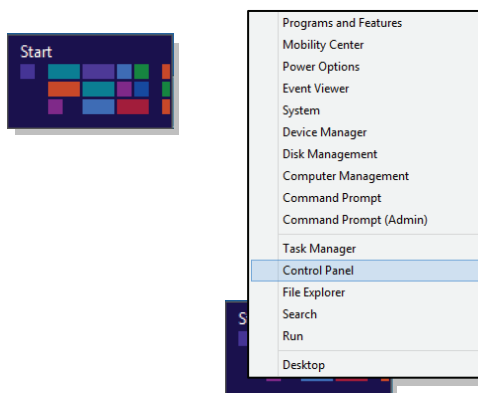 Start
Programs and Features
Mobility Center
Power Options
Event Viewer
System
Device Manager
Disk Management
Computer Management
Command Prompt
Command Prompt (Admin)
Task Manager
Control Panel
File Explorer
Search
Run
Desktop